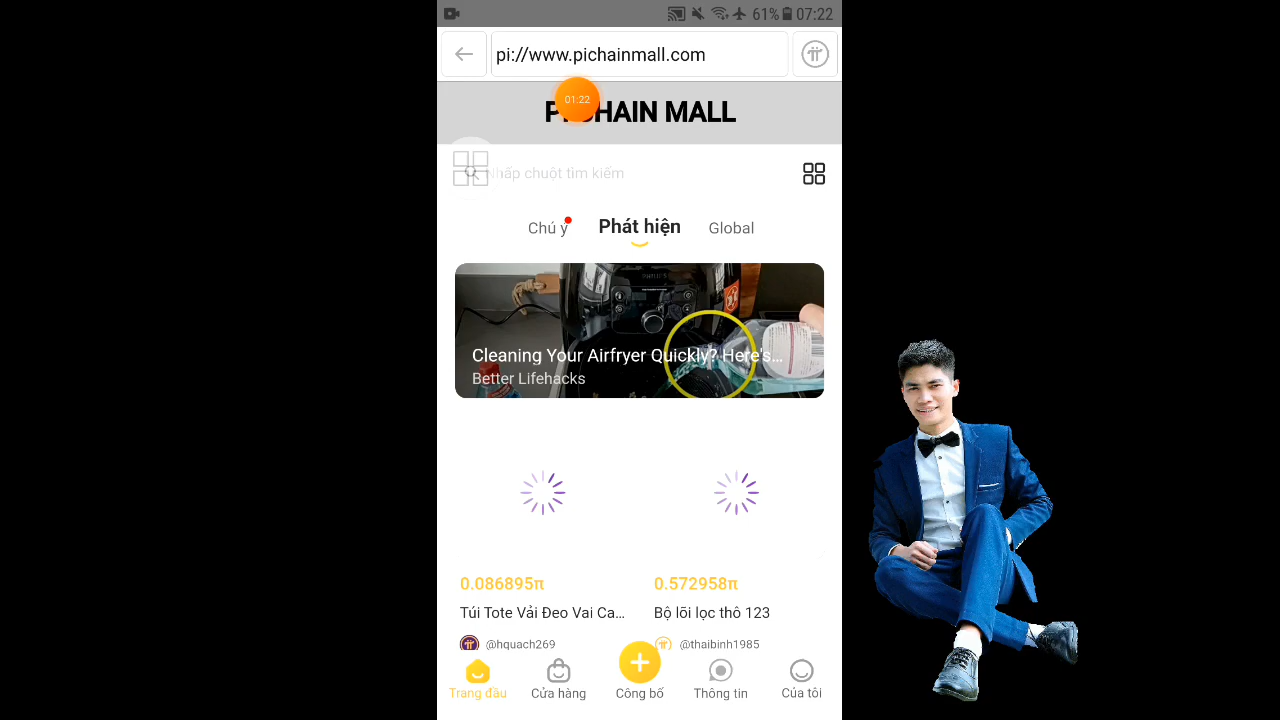 61% 07:22
pi://www.pichainmall.com
01:22
PICHAIN MALL
Nhấp chuột tìm kiếm
Chú ý Phát hiện Global
Cleaning Your Airfryer Quickly? Here's...
Better Lifehacks
0.086895π 0.572958π
Túi Tote Vải Đeo Vai Ca... Bộ lõi lọc thô 123
@hquach269 @thaibinh1985
Trang đầu Cửa hàng Công bố Thông tin Của tôi